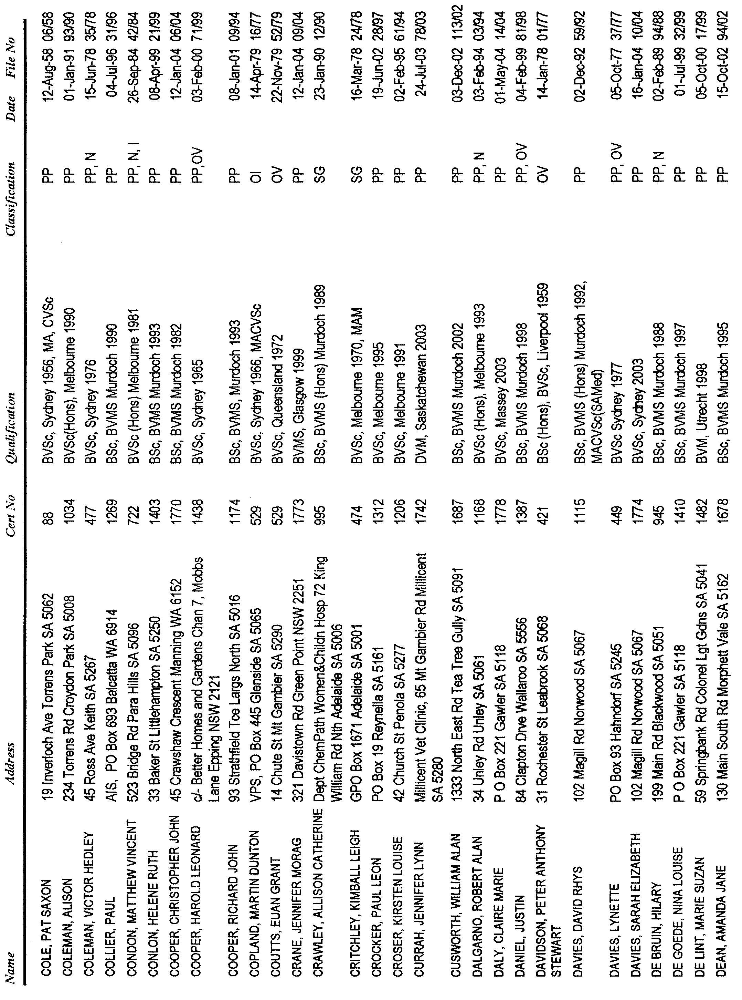 Name Address Cert No Qualification Classification Date File No
COLE, PAT SAXON 19 Inverloch Ave Torrens Park SA 5062 88 BVSc, Sydney 1956, MA, CVSc PP 12-Aug-58 06/58
COLEMAN, ALISON 234 Torrens Rd Croydon Park SA 5008 1034 BVSc(Hons), Melbourne 1990 PP 01-Jan-91 93/90
COLEMAN, VICTOR HEDLEY 45 Ross Ave Keith SA 5267 477 BVSc, Sydney 1976 PP, N 15-Jun-78 35/78
COLLIER, PAUL AIS, PO Box 693 Balcatta WA 6914 1269 BSc, BVMS Murdoch 1990 PP 04-Jul-96 31/96
CONDON, MATTHEW VINCENT 523 Bridge Rd Para Hills SA 5096 722 BVSc (Hons) Melbourne 1981 PP, N, I 26-Sep-84 42/84
CONLON, HELENE RUTH 33 Baker St Littlehampton SA 5250 1403 BSc, BVMS Murdoch 1993 PP 08-Apr-99 21/99
COOPER, CHRISTOPHER JOHN 45 Crawshaw Crescent Manning WA 6152 1770 BSc, BVMS Murdoch 1982 PP 12-Jan-04 06/04
COOPER, HAROLD LEONARD c/- Better Homes and Gardens Chan 7, Mobbs 1438 BVSc, Sydney 1965 PP,OV 03-Feb-00 71/99
Lane Epping NSW 2121
COOPER, RICHARD JOHN 93 Strathfield Tce Largs North SA 5016 1174 BSc, BVMS, Murdoch 1993 PP 08-Jan-01 09/94
COPLAND, MARTIN DUNTON VPS, PO Box 445 Glenside SA 5065 529 BVSc, Sydney 1966, MACVSc OI 14-Apr-79 16/77
COUTTS, EUAN GRANT 14 Chute St Mt Gambier SA 5290 529 BVSc, Queensland 1972 OV 22-Nov-79 52/79
CRANE, JENNIFER MORAG 321 Davistown Rd Green Point NSW 2251 1773 BVMS, Glasgow 1999 PP 12-Jan-04 09/04
CRAWLEY, ALLISON CATHERINE Dept ChemPath Women&Childn Hosp 72 King 995 BSc, BVMS (Hons) Murdoch 1989 SG 23-Jan-90 12/90
William Rd Nth Adelaide SA 5006
CRITCHLEY, KIMBALL LEIGH GPO Box 1671 Adelaide SA 5001 474 BVSc, Melbourne 1970, MAM SG 16-Mar-78 24/78
CROCKER, PAUL LEON PO Box 19 Reynella SA 5161 1312 BVSc, Melbourne 1995 PP 19-Jun-02 28/97
CROSER, KIRSTEN LOUISE 42 Church St Penola SA 5277 1206 BVSc, Melbourne 1991 PP 02-Feb-95 61/94
CURRAH, JENNIFER LYNN Millicent Vet Clinic, 65 Mt Gambier Rd Millicent 1742 DVM, Saskatchewan 2003 PP 24-Jul-03 78/03
SA 5280
CUSWORTH, WILLIAM ALAN 1333 North East Rd Tea Tree Gully SA 5091 1687 BSc, BVMS Murdoch 2002 PP 03-Dec-02 113/02
DALGARNO, ROBERT ALAN 34 Unley Rd Unley SA 5061 1168 BVSc (Hons), Melbourne 1993 PP, N 03-Feb-94 03/94
DALY, CLAIRE MARIE P O Box 221 Gawler SA 5118 1778 BVSc, Massey 2003 PP 01-May-04 14/04
DANIEL, JUSTIN 84 Clapton Drve Wallaroo SA 5556 1387 BSc, BVMS Murdoch 1998 PP, OV 04-Feb-99 81/98
DAVIDSON, PETER ANTHONY 31 Rochester St Leabrook SA 5068 421 BSc (Hons), BVSc, Liverpool 1959 OV 14-Jan-78 01/77
STEWART
DAVIES, DAVID RHYS 102 Magill Rd Norwood SA 5067 1115 BSc, BVMS (Hons) Murdoch 1992, PP 02-Dec-92 59/92
MACVSc(SAMed)
DAVIES, LYNETTE PO Box 93 Hahndorf SA 5245 449 BVSc Sydney 1977 PP, OV 05-Oct-77 37/77
DAVIES, SARAH ELIZABETH 102 Magill Rd Norwood SA 5067 1774 BVSc, Sydney 2003 PP 16-Jan-04 10/04
DE BRUIN, HILARY 199 Main Rd Blackwood SA 5051 945 BSc, BVMS Murdoch 1988 PP, N 02-Feb-89 94/88
DE GOEDE, NINA LOUISE P O Box 221 Gawler SA 5118 1410 BSc, BVMS Murdoch 1997 PP 01-Jul-99 32/99
DE LINT, MARIE SUZAN 59 Springbank Rd Colonel Lgt Gdns SA 5041 1482 BVM, Utrecht 1998 PP 05-Oct-00 17/99
DEAN, AMANDA JANE 130 Main South Rd Morphett Vale SA 5162 1678 BSc, BVMS Murdoch 1995 PP 15-Oct-02 94/02